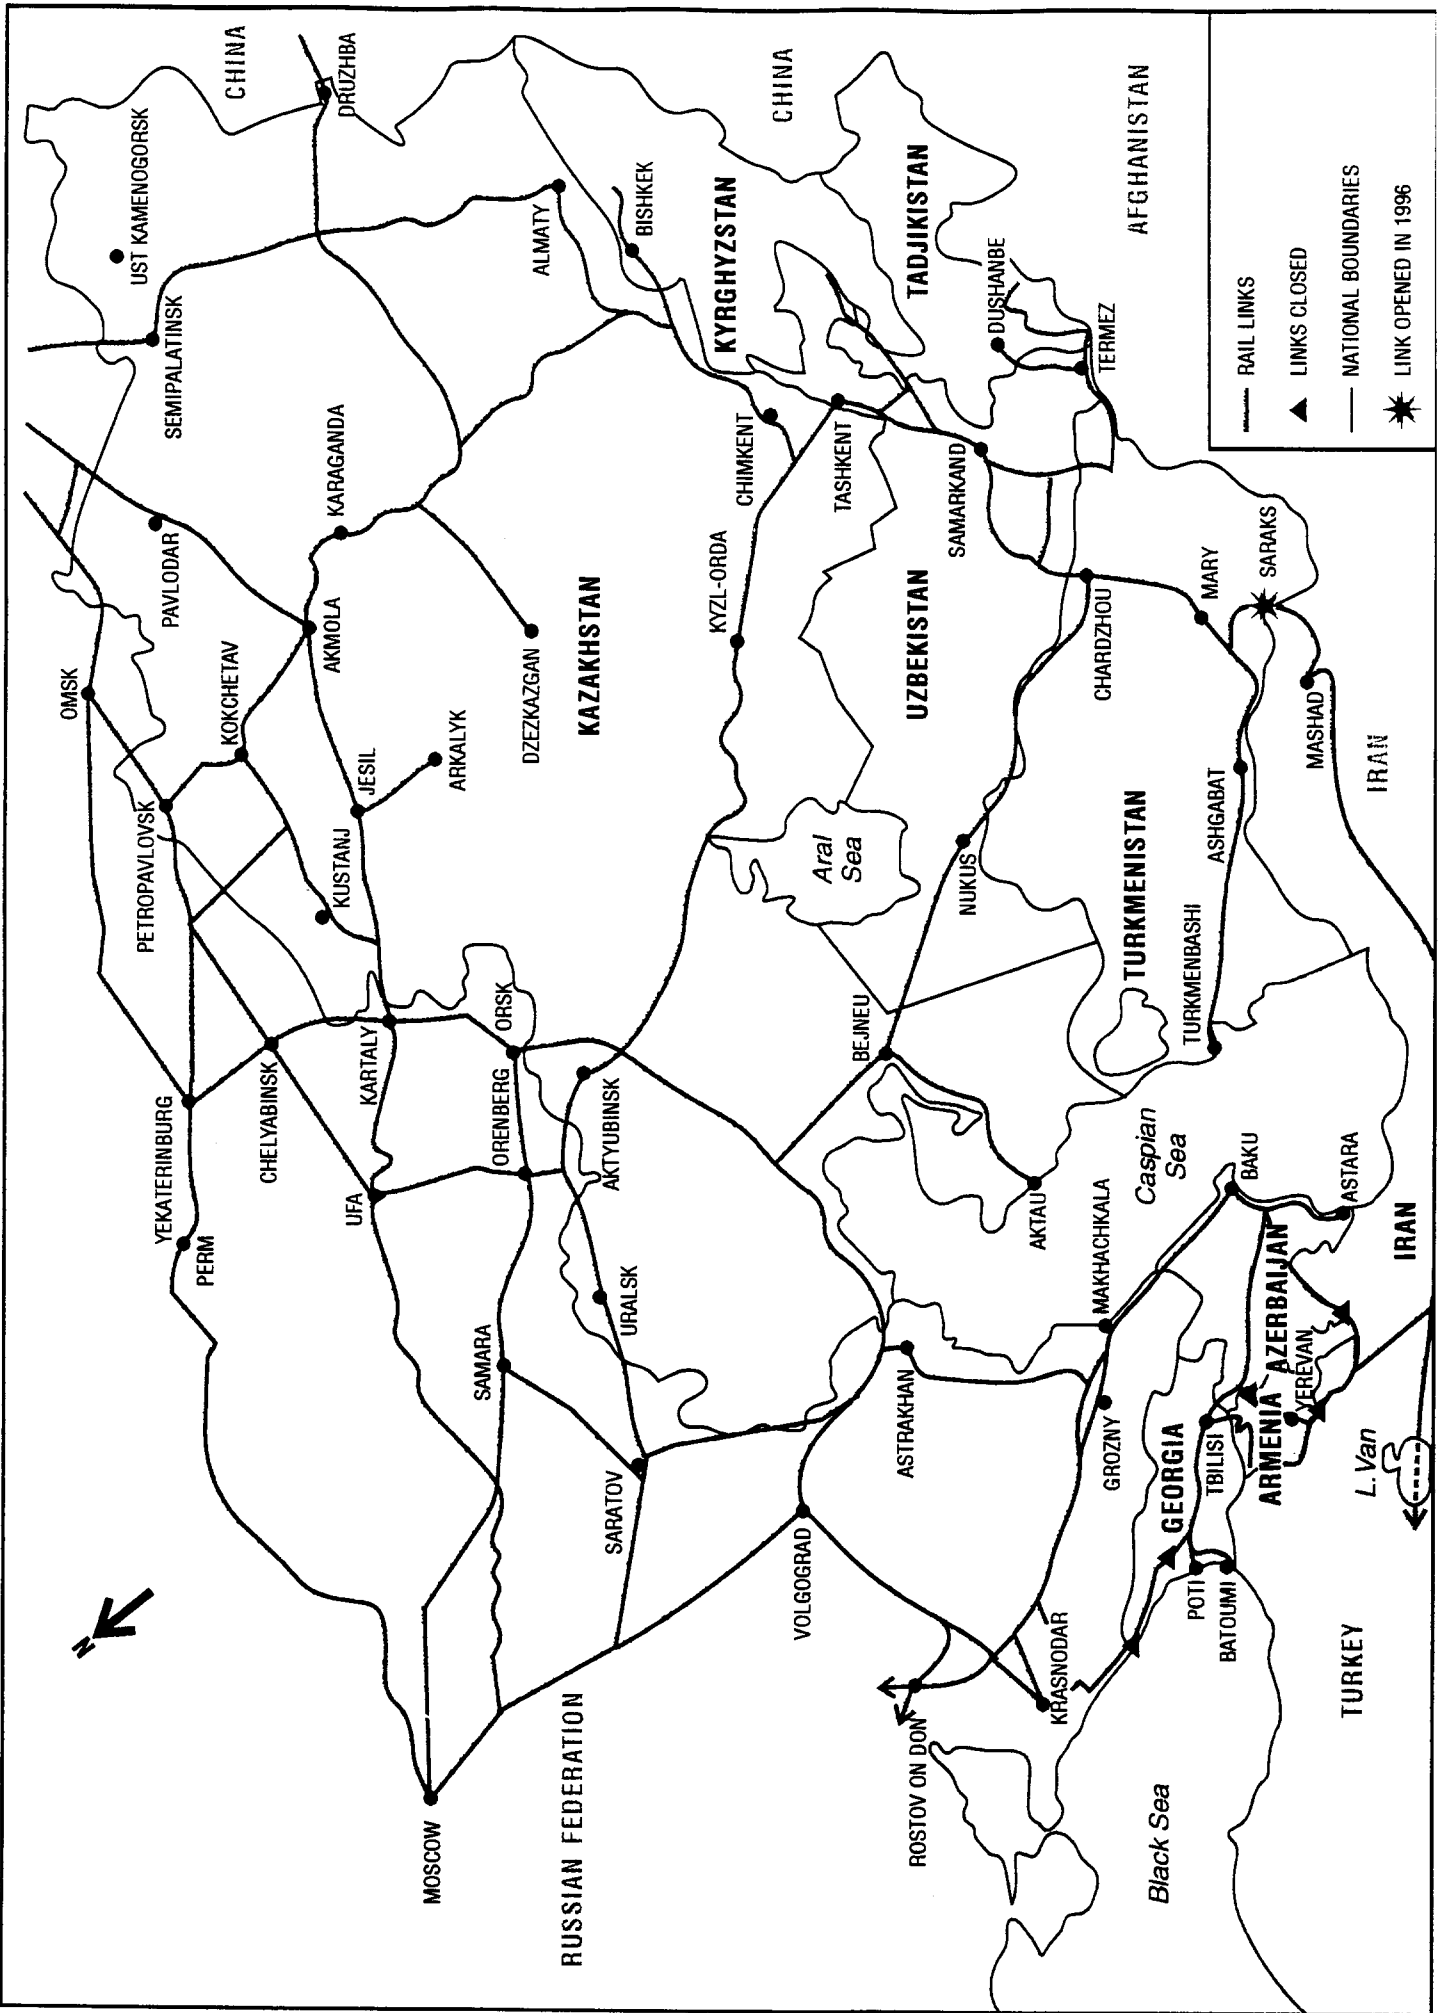 N
MOSCOW
RUSSIAN FEDERATION
PERM
YEKATERINBURG
CHELYABINSK
UFA
KARTALY
SAMARA
ORENBERG
ORSK
SARATOV
URALSK
AKTYUBINSK
VOLGOGRAD
ASTRAKHAN
ROSTOV ON DON
KRASNODAR
GROZNY
MAKHACHKALA
Black Sea
Caspian
Sea
GEORGIA
POTI
BATOUMI
TBILISI
ARMENIA
YEREVAN
AZERBAIJAN
BAKU
ASTARA
TURKEY
L. Van
IRAN
OMSK
PETROPAVLOVSK
KOKCHETAV
PAVLODAR
KUSTANJ
JESIL
ARKALYK
AKMOLA
KARAGANDA
DZEZKAZGAN
KAZAKHSTAN
SEMIPALATINSK
UST KAMENOGORSK
CHINA
DRUZHBA
ALMATY
BISHKEK
KYRGHYZSTAN
CHINA
CHIMKENT
KYZL-ORDA
TASHKENT
Aral
Sea
BEJNEU
AKTAU
NUKUS
UZBEKISTAN
SAMARKAND
TADJIKISTAN
DUSHANBE
TERMEZ
AFGHANISTAN
CHARDZHOU
TURKMENISTAN
TURKMENBASHI
ASHGABAT
MARY
SARAKS
MASHAD
IRAN
RAIL LINKS
LINKS CLOSED
NATIONAL BOUNDARIES
LINK OPENED IN 1996